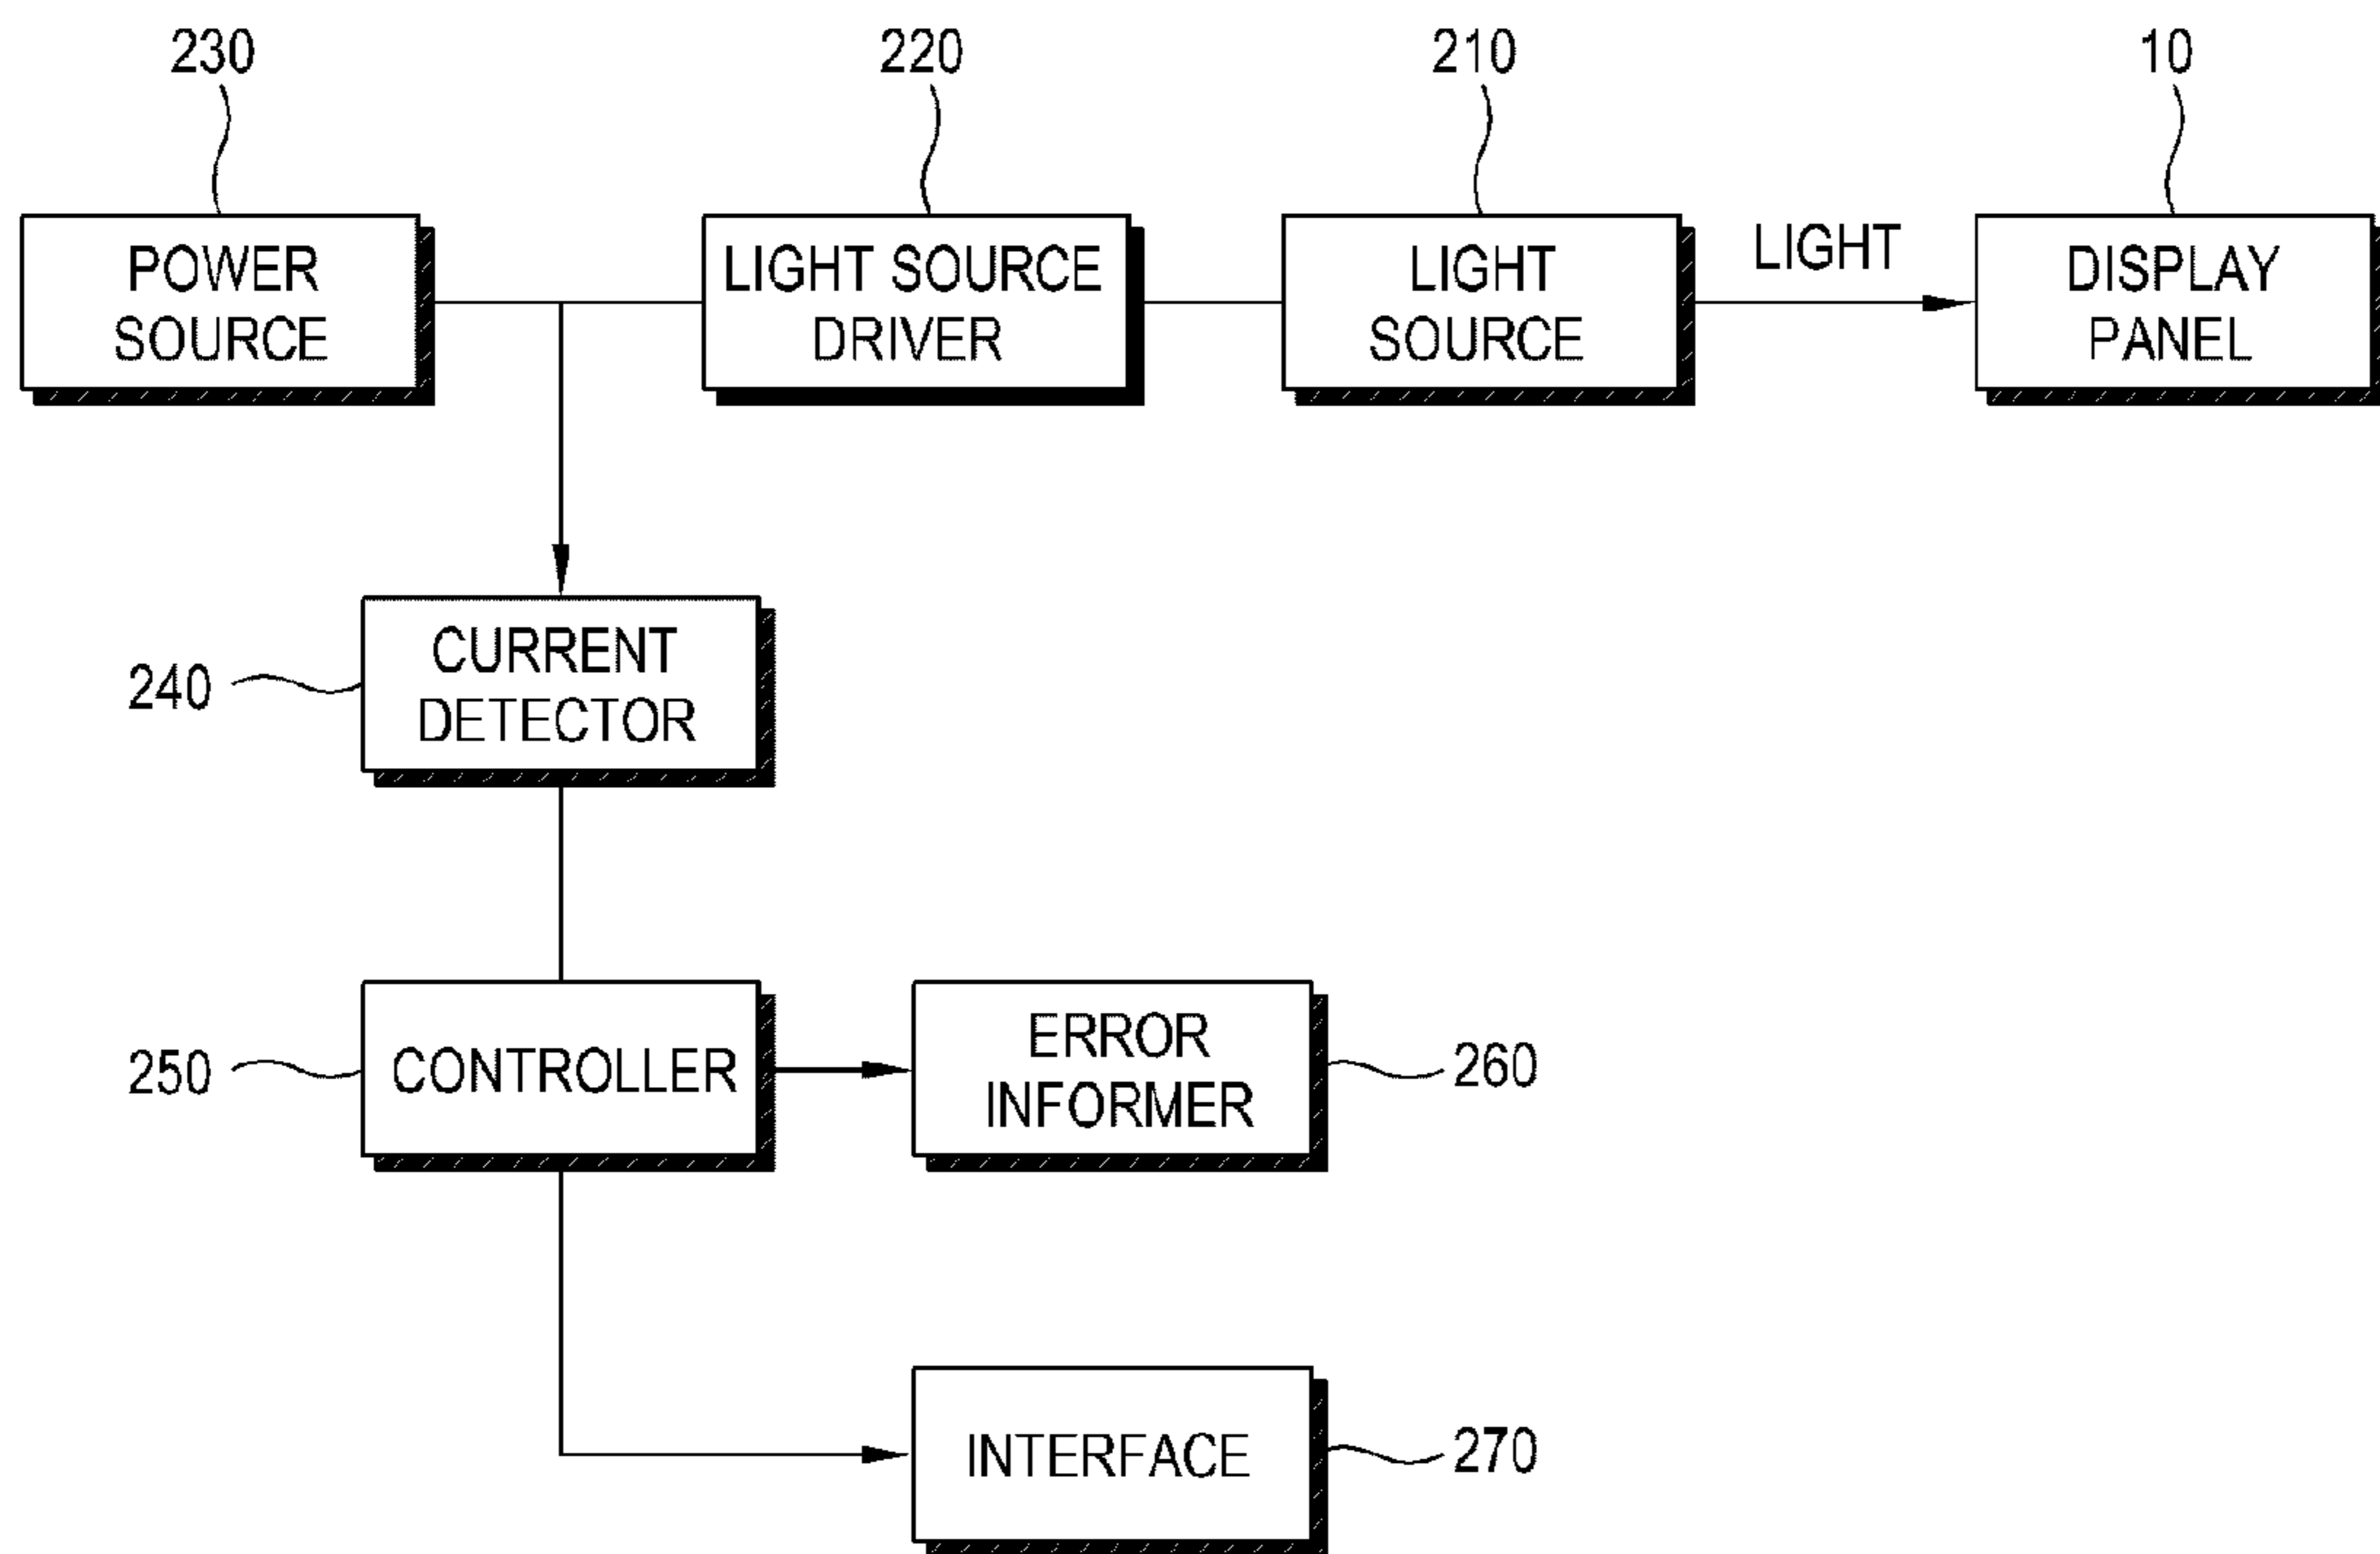 230
220
210
10
POWER
SOURCE
LIGHT SOURCE
DRIVER
LIGHT
SOURCE
LIGHT
DISPLAY
PANEL
240
CURRENT
DETECTOR
250
CONTROLLER
ERROR
INFORMER
260
INTERFACE
270